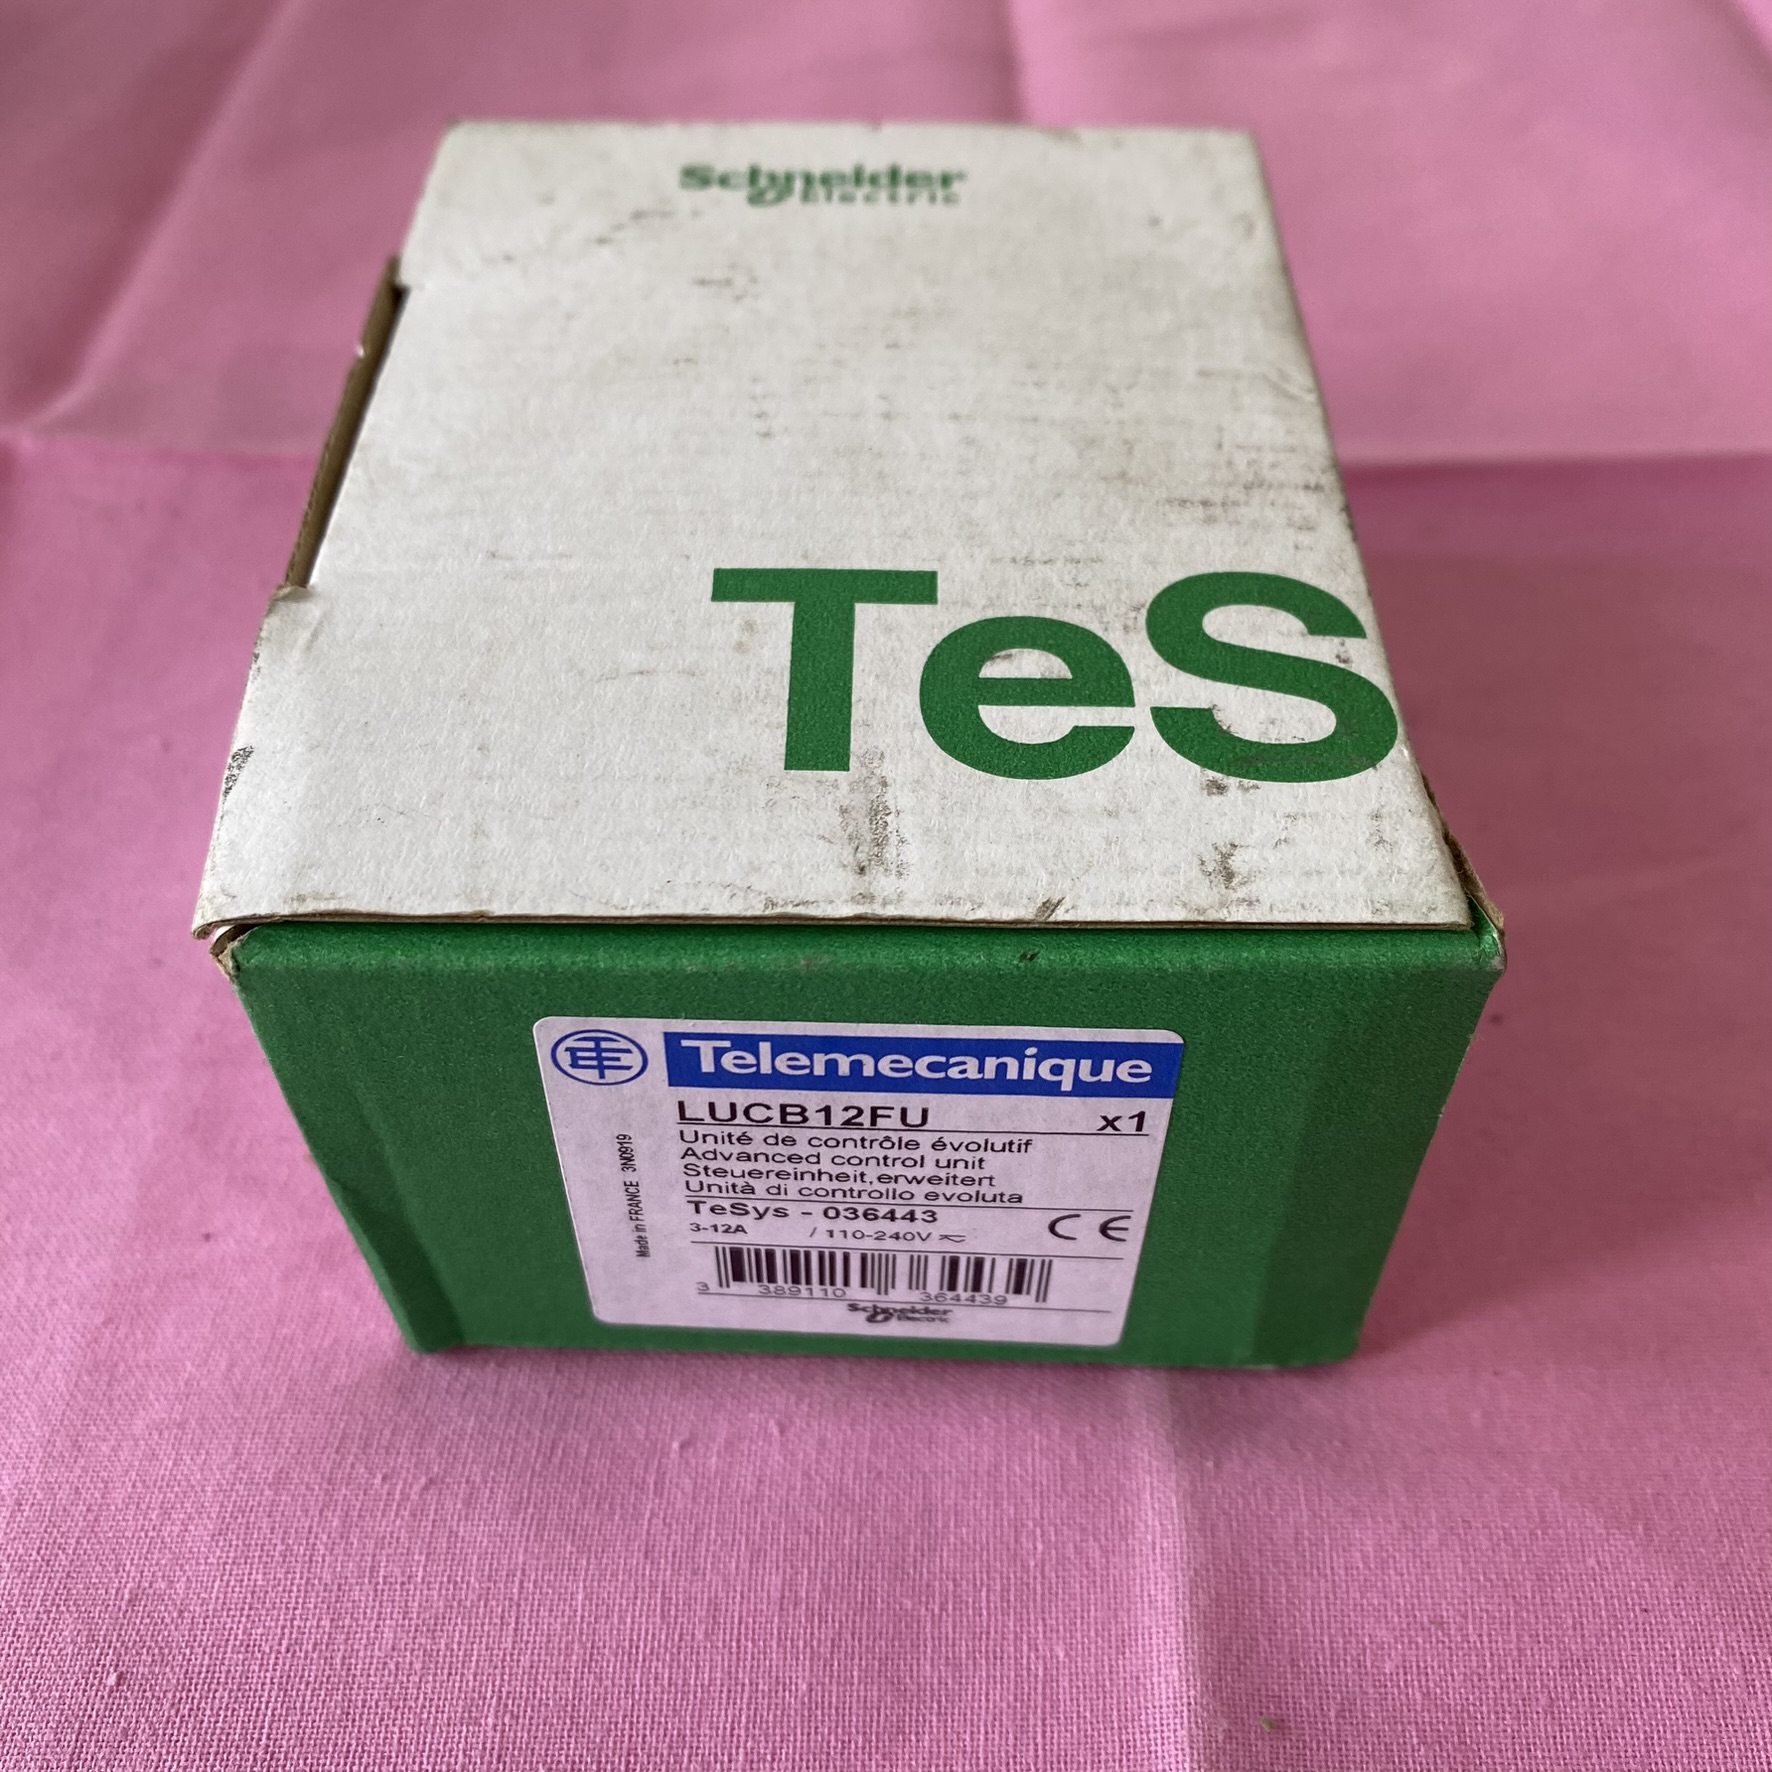 Schneider
Electric
TeS
Telemecanique
LUCB12FU x1
Unité de contrôle évolutif
Advanced control unit
Steuereinheit,erweitert
Unità di controllo evoluta
TeSys - 036443
3-12A / 110-240V
CE
Made in FRANCE 3N0919
3 389110 364439
Schneider
Electric